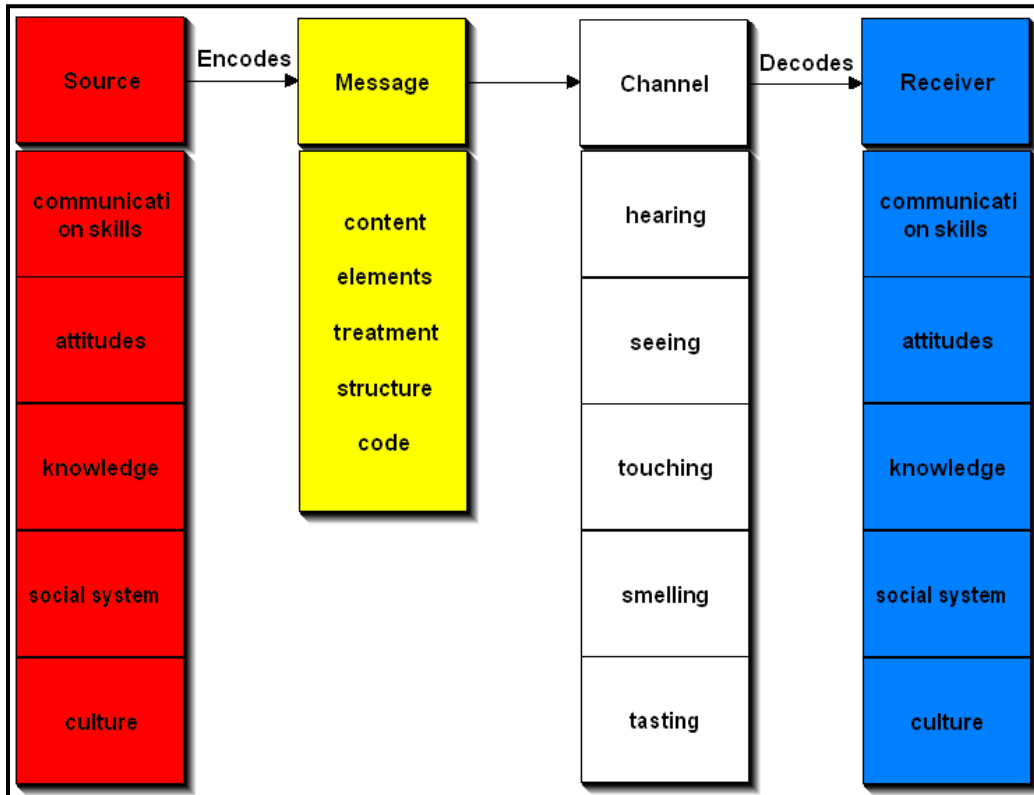 Source
Encodes
Message
Channel
Decodes
Receiver
communicati
on skills
attitudes
knowledge
social system
culture
content
elements
treatment
structure
code
hearing
seeing
touching
smelling
tasting
communicati
on skills
attitudes
knowledge
social system
culture